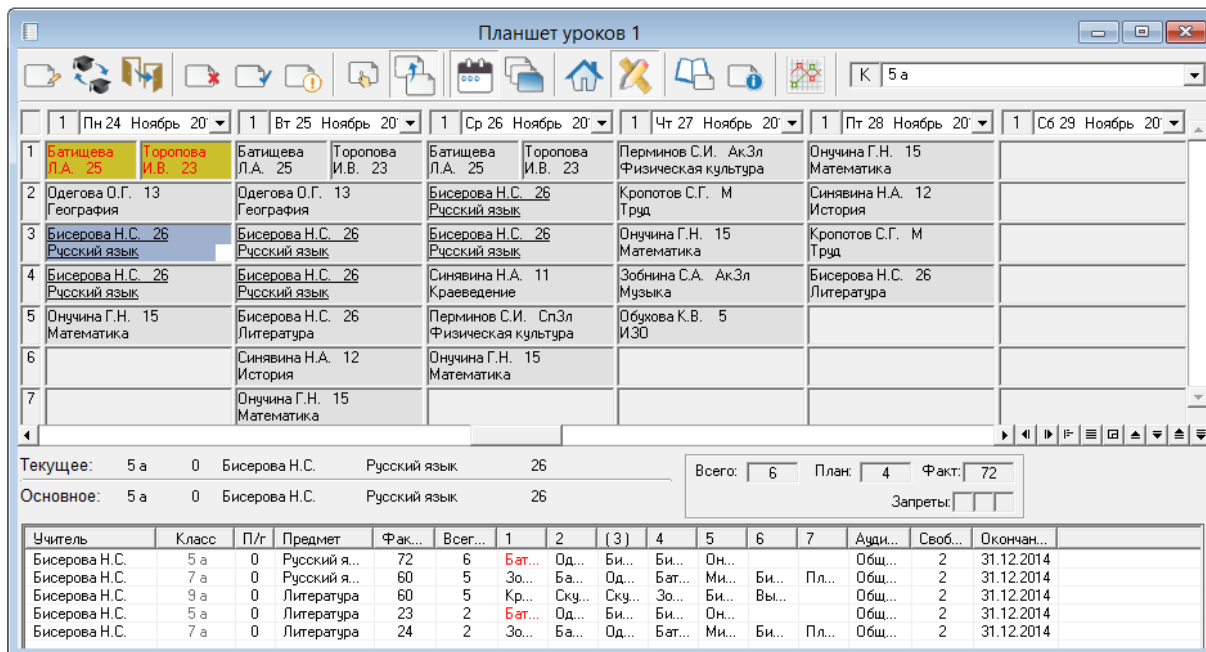 Планшет уроков 1
К 5 а
1 Пн 24 Ноябрь 20 1 Вт 25 Ноябрь 20 1 Ср 26 Ноябрь 20 1 Чт 27 Ноябрь 20 1 Пт 28 Ноябрь 20 1 Сб 29 Ноябрь 20
1 Батищева Торопова Батищева Торопова Батищева Торопова Перминов С.И. АкЗл Онучина Г.Н. 15
Л.А. 25 И.В. 23 Л.А. 25 И.В. 23 Л.А. 25 И.В. 23 Физическая культура Математика
2 Одегова О.Г. 13 Одегова О.Г. 13 Бисерова Н.С. 26 Кропотов С.Г. М Синявина Н.А. 12
География География Русский язык Труд История
3 Бисерова Н.С. 26 Бисерова Н.С. 26 Бисерова Н.С. 26 Онучина Г.Н. 15 Кропотов С.Г. М
Русский язык Русский язык Русский язык Математика Труд
4 Бисерова Н.С. 26 Бисерова Н.С. 26 Синявина Н.А. 11 Зобнина С.А. АкЗл Бисерова Н.С. 26
Русский язык Русский язык Краеведение Музыка Литература
5 Онучина Г.Н. 15 Бисерова Н.С. 26 Перминов С.И. СпЗл Обухова К.В. 5
Математика Литература Физическая культура ИЗО
6 Синявина Н.А. 12 Онучина Г.Н. 15
История Математика
7 Онучина Г.Н. 15
Математика
Текущее: 5 а 0 Бисерова Н.С. Русский язык 26 Всего: 6 План: 4 Факт: 72
Основное: 5 а 0 Бисерова Н.С. Русский язык 26 Запреты:
Учитель Класс П/г Предмет Фак... Всег... 1 2 (3) 4 5 6 7 Ауди... Своб... Окончан...
Бисерова Н.С. 5 а 0 Русский я... 72 6 Бат... Од... Би... Би... Он... Общ... 2 31.12.2014
Бисерова Н.С. 7 а 0 Русский я... 60 5 Зо... Ба... Од... Бат... Ми... Би... Пл... Общ... 2 31.12.2014
Бисерова Н.С. 9 а 0 Литература 60 5 Кр... Ску... Ску... Зо... Би... Вы... Общ... 2 31.12.2014
Бисерова Н.С. 5 а 0 Литература 23 2 Бат... Од... Би... Би... Он... Общ... 2 31.12.2014
Бисерова Н.С. 7 а 0 Литература 24 2 Зо... Ба... Од... Бат... Ми... Би... Пл... Общ... 2 31.12.2014